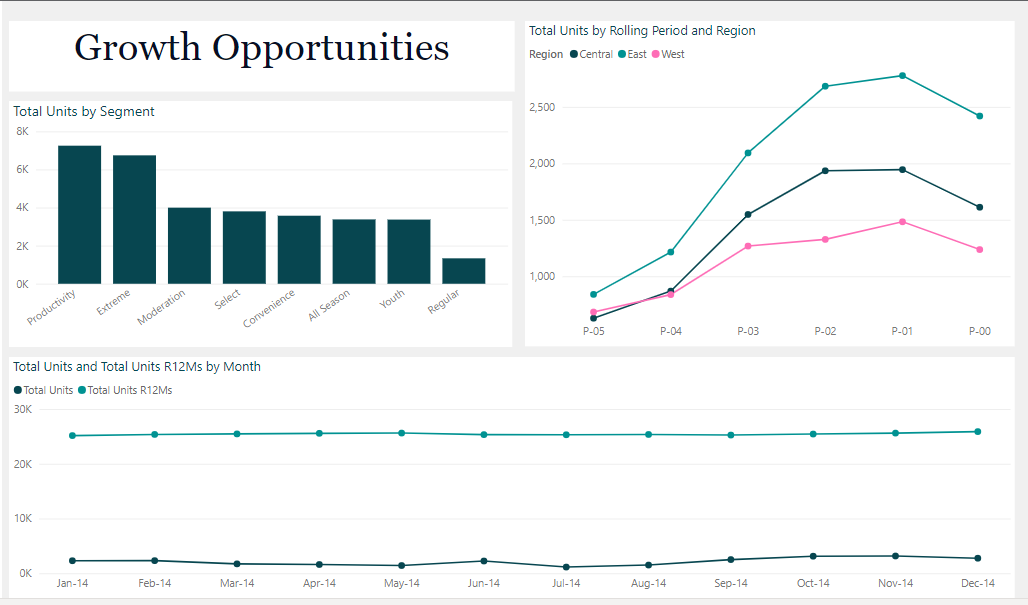 Growth Opportunities
Total Units by Segment
8K
6K
4K
2K
0K
Productivity
Extreme
Moderation
Select
Convenience
All Season
Youth
Regular
Total Units by Rolling Period and Region
Region Central East West
2,500
2,000
1,500
1,000
P-05 P-04 P-03 P-02 P-01 P-00
Total Units and Total Units R12Ms by Month
Total Units Total Units R12Ms
30K
20K
10K
0K
Jan-14 Feb-14 Mar-14 Apr-14 May-14 Jun-14 Jul-14 Aug-14 Sep-14 Oct-14 Nov-14 Dec-14